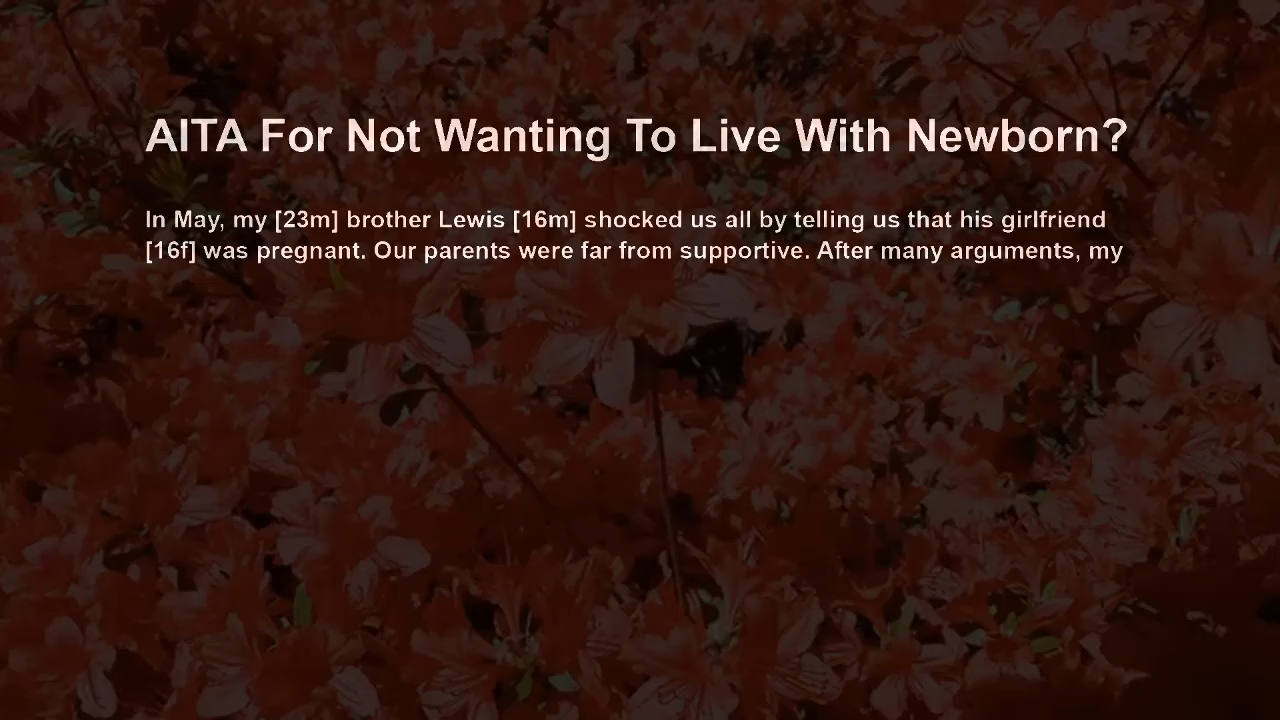 AITA For Not Wanting To Live With Newborn?
In May, my [23m] brother Lewis [16m] shocked us all by telling us that his girlfriend
[16f] was pregnant. Our parents were far from supportive. After many arguments, my